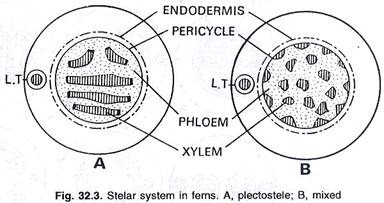 ENDODERMIS
PERICYCLE
L.T
L.T
PHLOEM
XYLEM
A
B
Fig. 32.3. Stelar system in ferns. A, plectostele; B, mixed